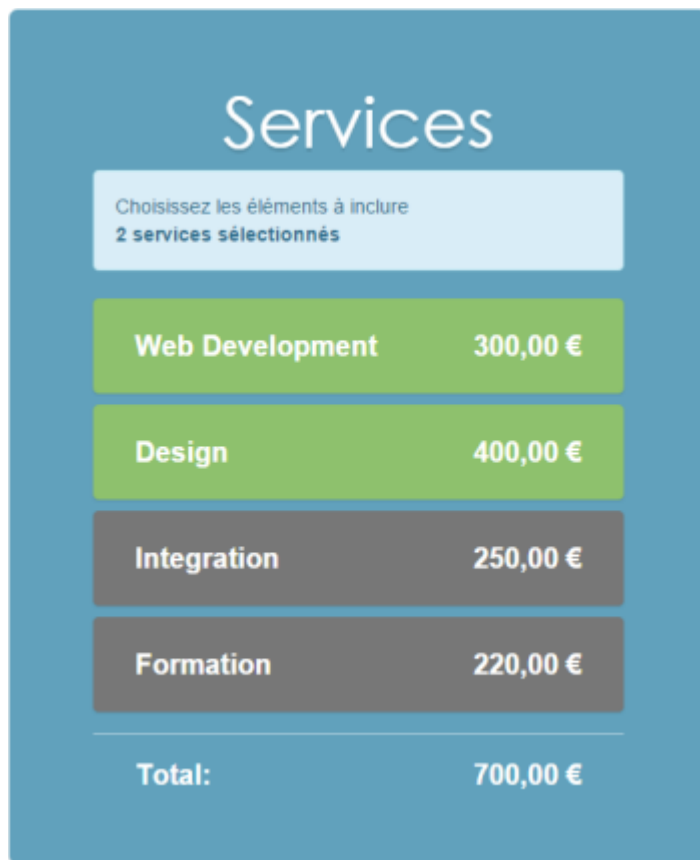 Services
Choisissez les éléments à inclure
2 services sélectionnés
Web Development 300,00 €
Design 400,00 €
Integration 250,00 €
Formation 220,00 €
Total: 700,00 €